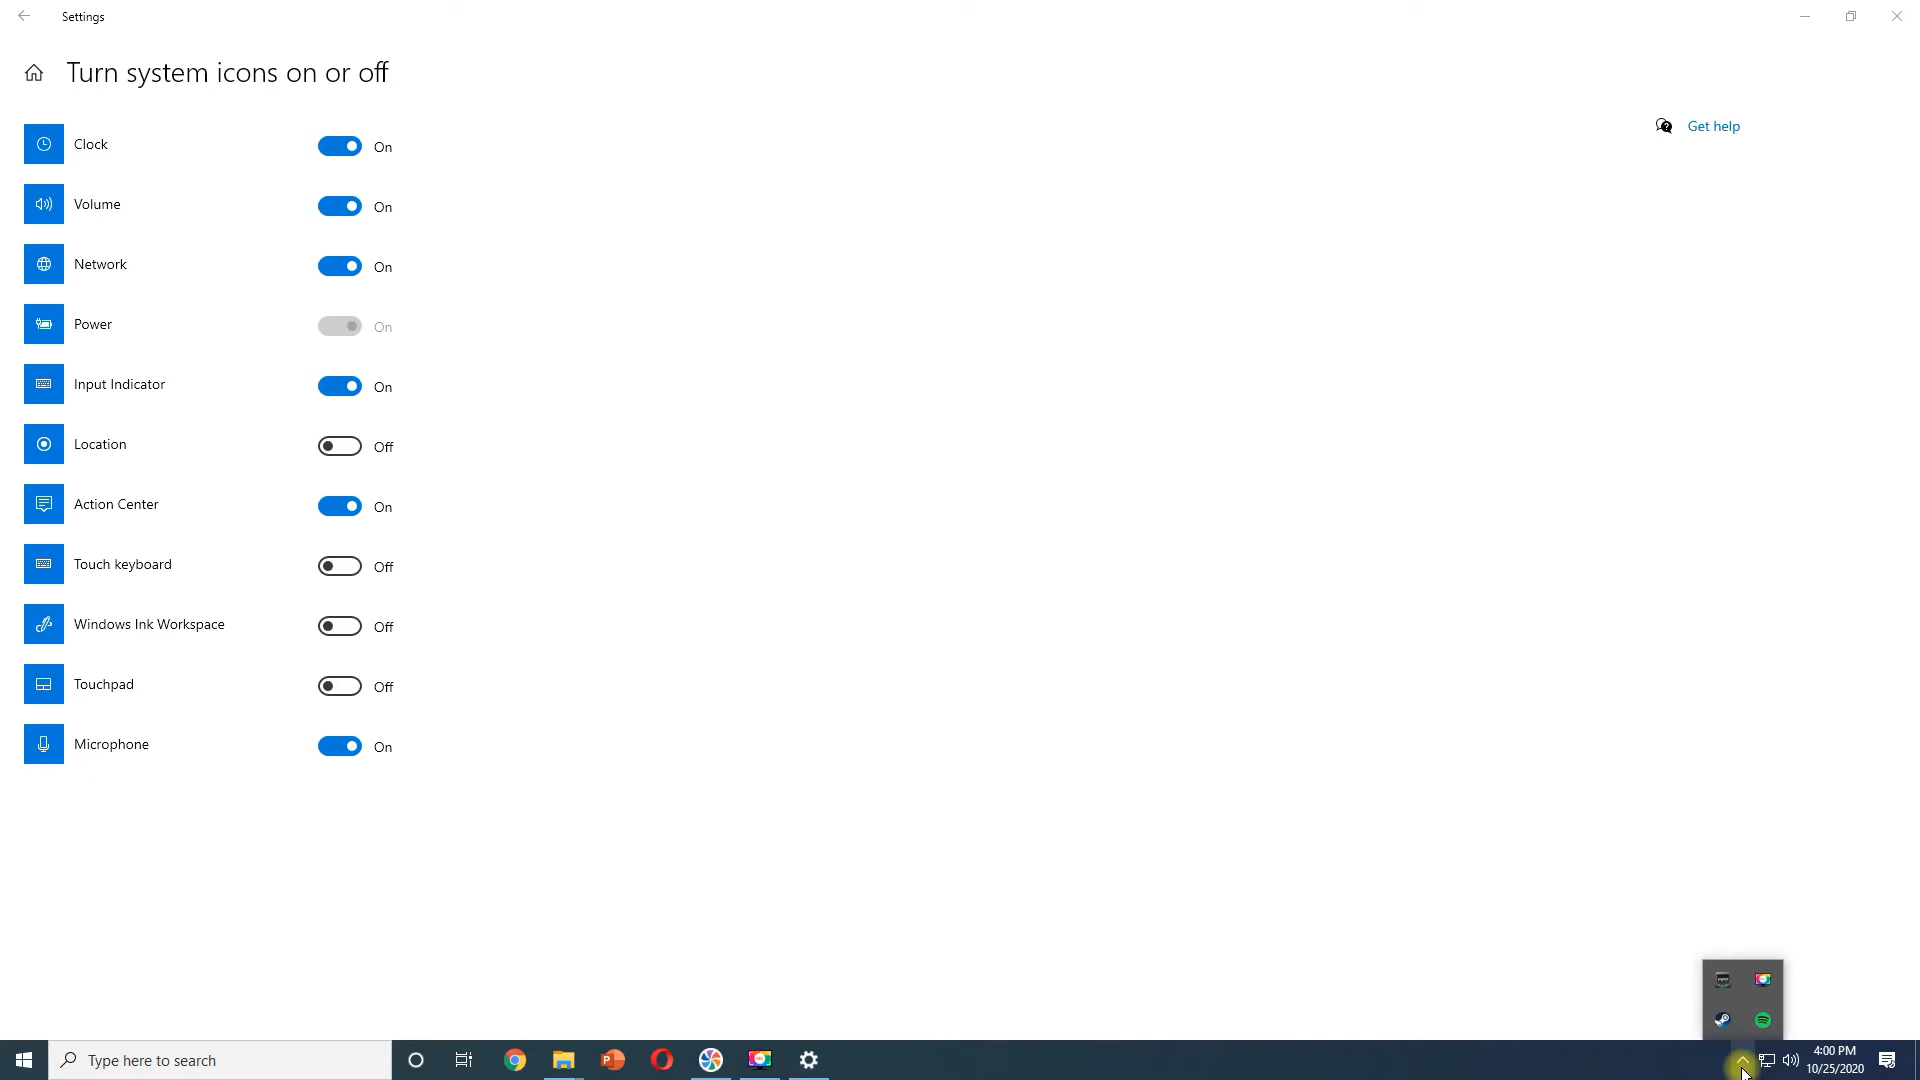 Settings
Turn system icons on or off
Get help
Clock On
Volume On
Network On
Power On
Input Indicator On
Location Off
Action Center On
Touch keyboard Off
Windows Ink Workspace Off
Touchpad Off
Microphone On
Type here to search
4:00 PM
10/25/2020